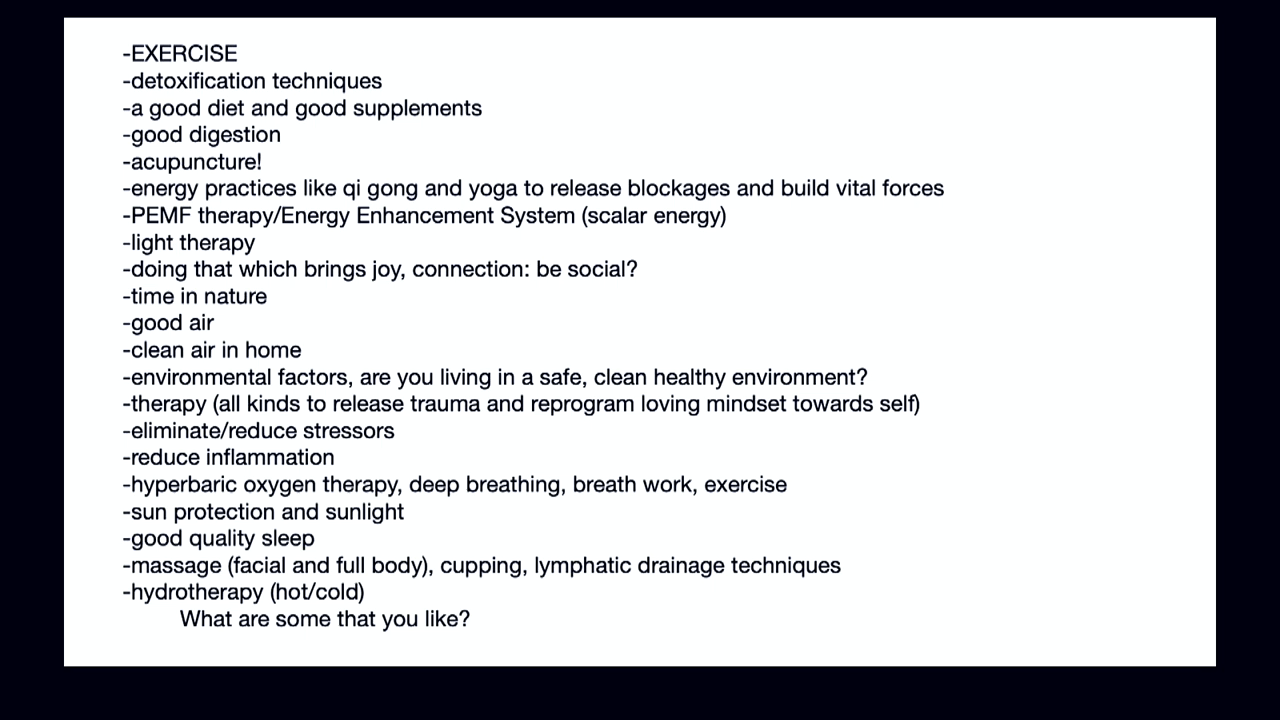 -EXERCISE
-detoxification techniques
-a good diet and good supplements
-good digestion
-acupuncture!
-energy practices like qi gong and yoga to release blockages and build vital forces
-PEMF therapy/Energy Enhancement System (scalar energy)
-light therapy
-doing that which brings joy, connection: be social?
-time in nature
-good air
-clean air in home
-environmental factors, are you living in a safe, clean healthy environment?
-therapy (all kinds to release trauma and reprogram loving mindset towards self)
-eliminate/reduce stressors
-reduce inflammation
-hyperbaric oxygen therapy, deep breathing, breath work, exercise
-sun protection and sunlight
-good quality sleep
-massage (facial and full body), cupping, lymphatic drainage techniques
-hydrotherapy (hot/cold)
What are some that you like?